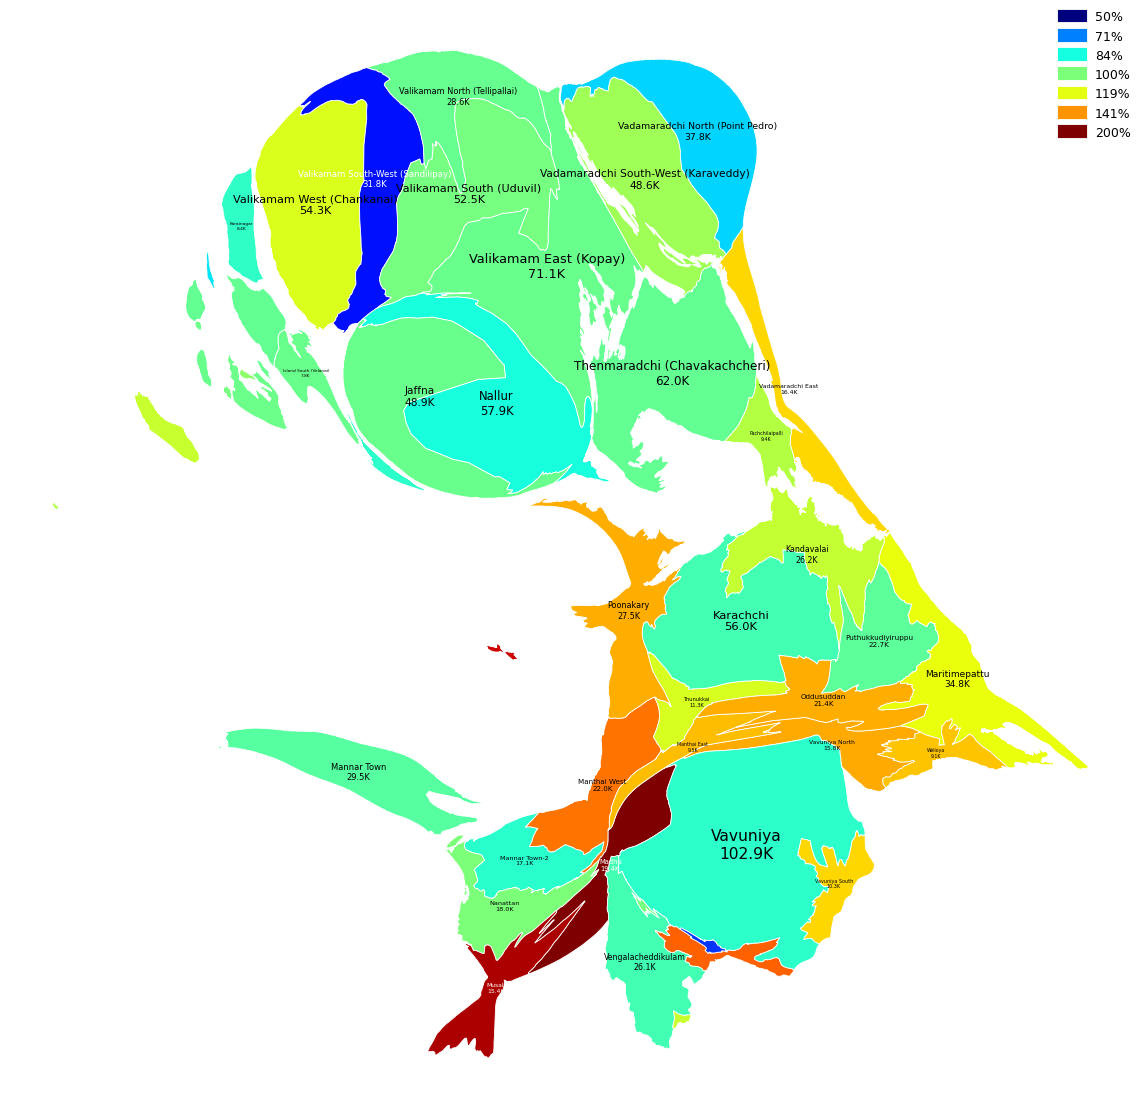 50%
71%
84%
100%
119%
141%
200%
Valikamam North (Tellipallai)
28.6K
Vadamaradchi North (Point Pedro)
37.8K
Valikamam South-West (Sandilipay)
31.8K
Vadamaradchi South-West (Karaveddy)
48.6K
Valikamam South (Uduvil)
52.5K
Valikamam West (Chankanai)
54.3K
Karainagar
8.4K
Valikamam East (Kopay)
71.1K
Thenmaradchi (Chavakachcheri)
62.0K
Island South (Velanai)
7.9K
Vadamaradchi East
16.4K
Jaffna
48.9K
Nallur
57.9K
Pachchilaipalli
9.4K
Kandavalai
26.2K
Poonakary
27.5K
Karachchi
56.0K
Puthukkudiyiruppu
22.7K
Maritimepattu
34.8K
Oddusuddan
21.4K
Thunukkai
11.3K
Manthai East
9.5K
Vavuniya North
15.8K
Welioya
9.1K
Mannar Town
29.5K
Manthai West
22.0K
Vavuniya
102.9K
Mannar Town-2
17.1K
Madhu
Vavuniya South
10.3K
Nanattan
18.0K
Vengalacheddikulam
26.1K
Musali
15.4K